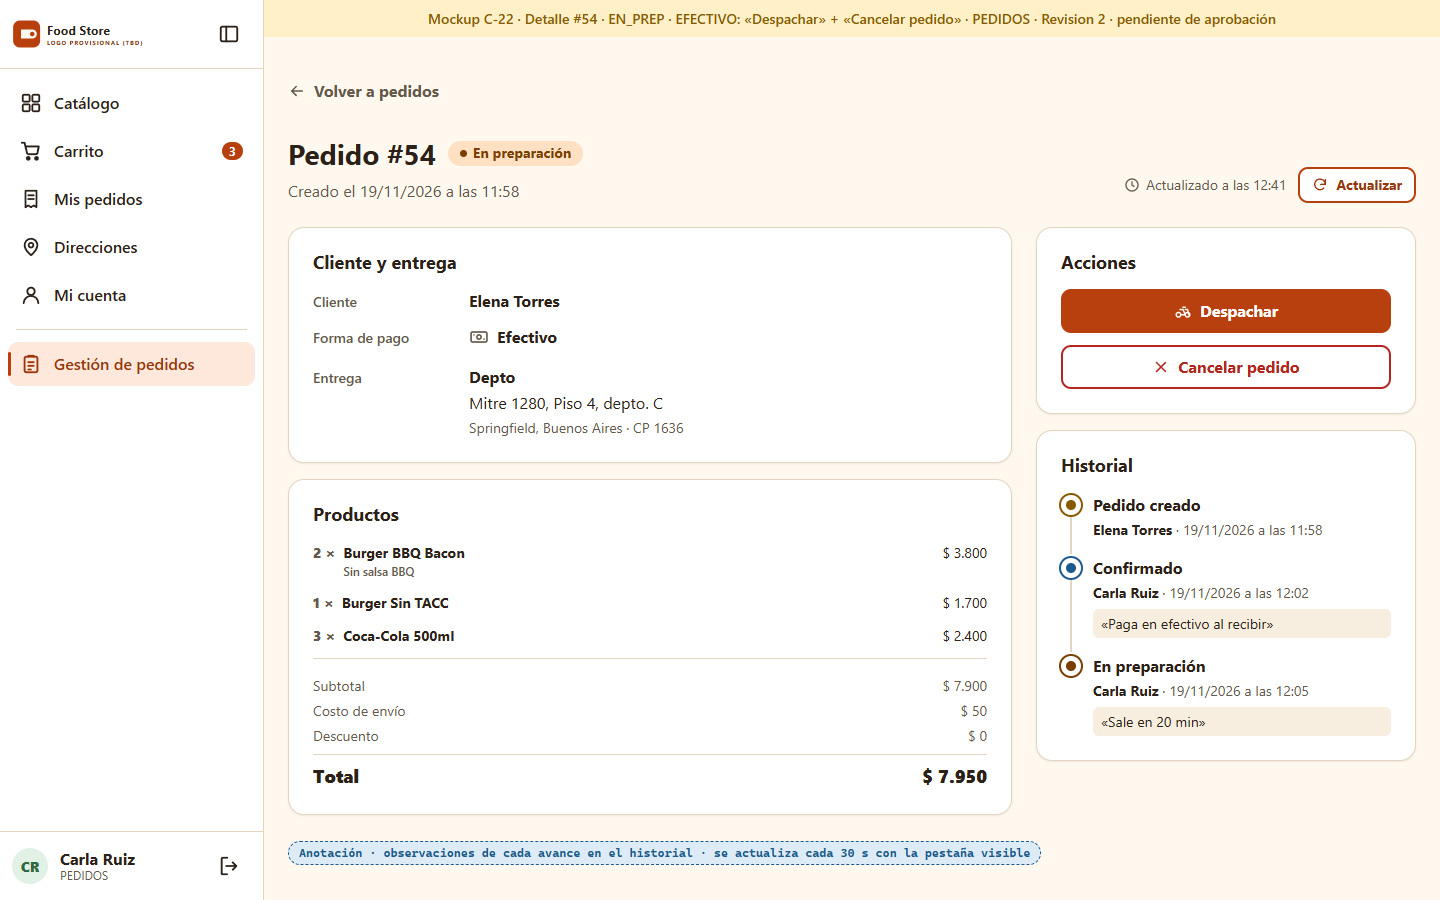 Food Store
LOGO PROVISIONAL (TBD)
Catálogo
Carrito
3
Mis pedidos
Direcciones
Mi cuenta
Gestión de pedidos
CR
Carla Ruiz
PEDIDOS
Mockup C-22 · Detalle #54 · EN_PREP · EFECTIVO: «Despachar» + «Cancelar pedido» · PEDIDOS · Revision 2 · pendiente de aprobación
Volver a pedidos
Pedido #54
En preparación
Creado el 19/11/2026 a las 11:58
Actualizado a las 12:41
Actualizar
Cliente y entrega
Cliente Elena Torres
Forma de pago Efectivo
Entrega Depto
Mitre 1280, Piso 4, depto. C
Springfield, Buenos Aires · CP 1636
Productos
2 × Burger BBQ Bacon $ 3.800
Sin salsa BBQ
1 × Burger Sin TACC $ 1.700
3 × Coca-Cola 500ml $ 2.400
Subtotal $ 7.900
Costo de envío $ 50
Descuento $ 0
Total $ 7.950
Acciones
Despachar
Cancelar pedido
Historial
Pedido creado
Elena Torres · 19/11/2026 a las 11:58
Confirmado
Carla Ruiz · 19/11/2026 a las 12:02
«Paga en efectivo al recibir»
En preparación
Carla Ruiz · 19/11/2026 a las 12:05
«Sale en 20 min»
Anotación · observaciones de cada avance en el historial · se actualiza cada 30 s con la pestaña visible